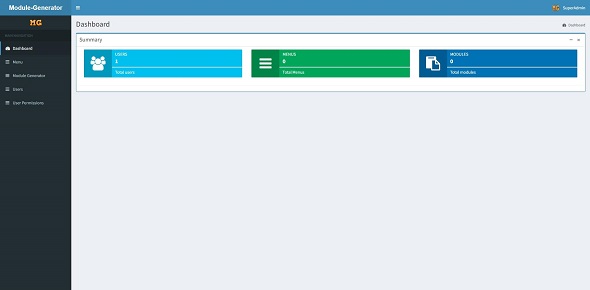 Module-Generator
MG SuperAdmin
MG
Dashboard
Dashboard
MAIN NAVIGATION
Dashboard
Menu
Module Generator
Users
User Permissions
Summary
USERS
1
Total users
MENUS
0
Total Menus
MODULES
0
Total modules